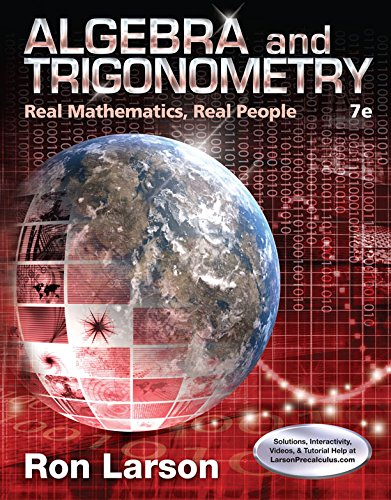 ALGEBRA and
TRIGONOMETRY
Real Mathematics, Real People 7e
Solutions, Interactivity,
Videos, & Tutorial Help at
LarsonPrecalculus.com
Ron Larson